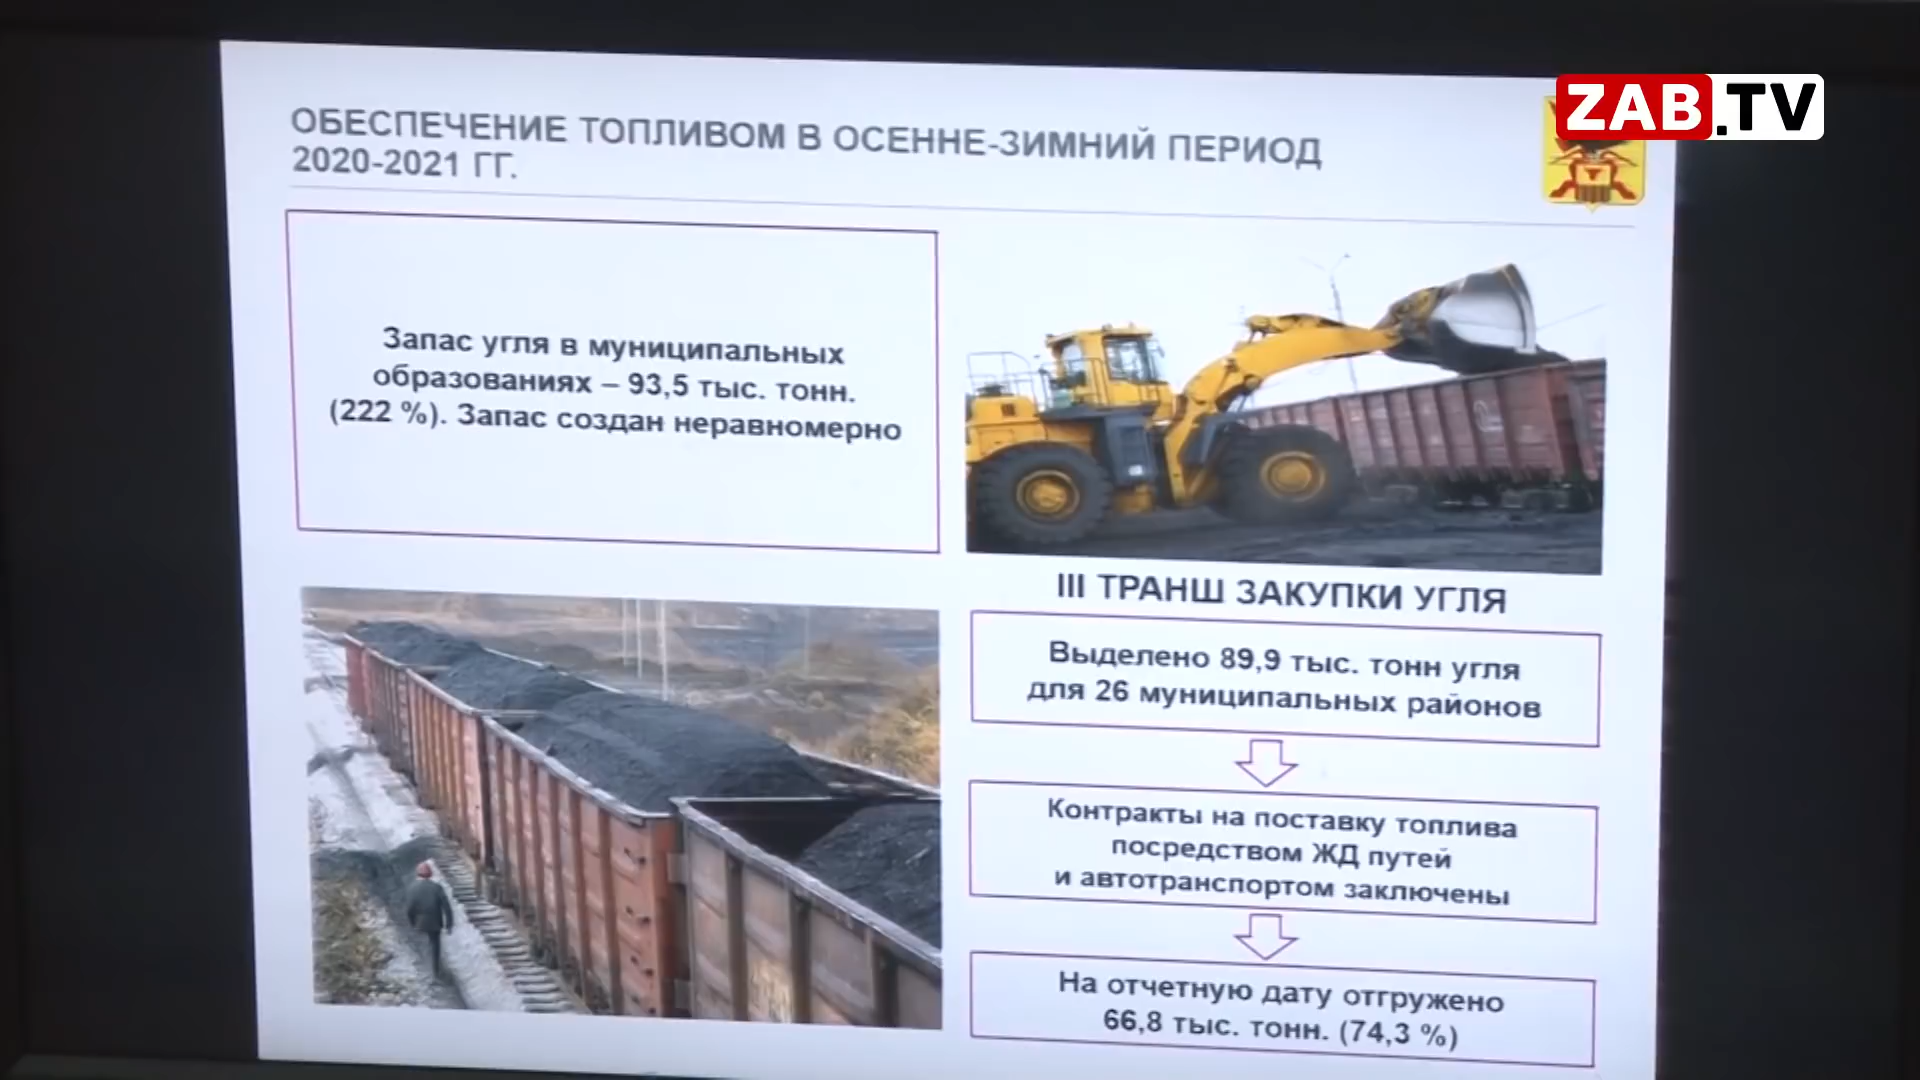 ZAB.TV
ОБЕСПЕЧЕНИЕ ТОПЛИВОМ В ОСЕННЕ-ЗИМНИЙ ПЕРИОД
2020-2021 ГГ.
Запас угля в муниципальных
образованиях – 93,5 тыс. тонн.
(222 %). Запас создан неравномерно
III ТРАНШ ЗАКУПКИ УГЛЯ
Выделено 89,9 тыс. тонн угля
для 26 муниципальных районов
Контракты на поставку топлива
посредством ЖД путей
и автотранспортом заключены
На отчетную дату отгружено
66,8 тыс. тонн. (74,3 %)